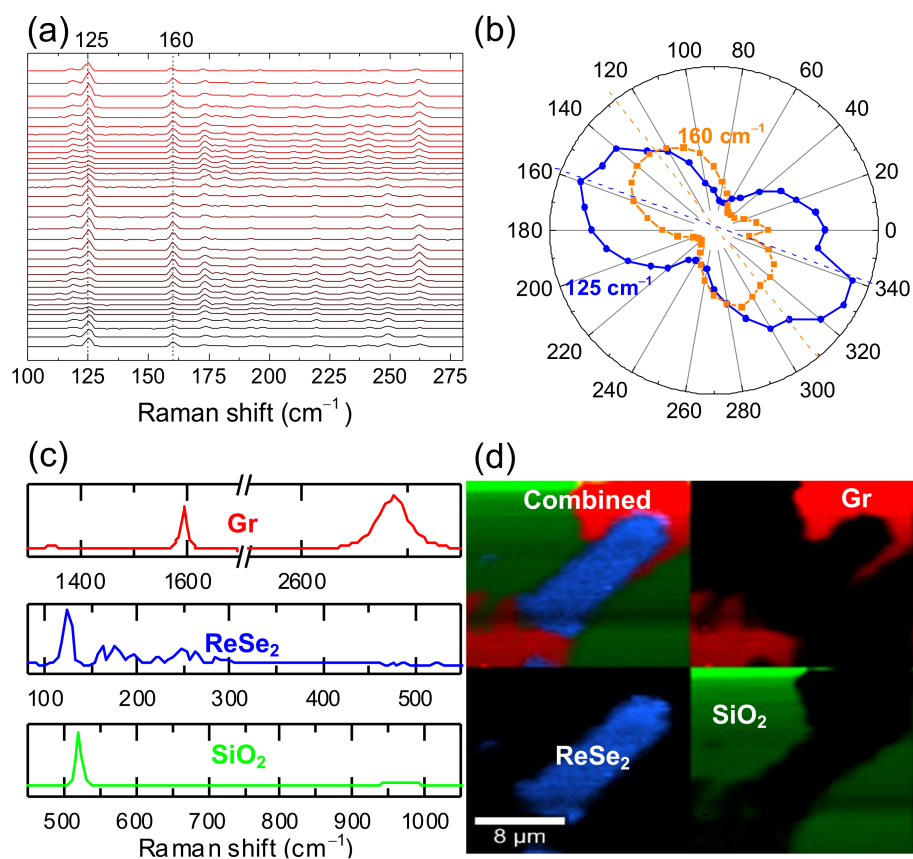 (a)
125 160
100 125 150 175 200 225 250 275
Raman shift (cm⁻¹)
(b)
100 80
120 60
140 40
160 20
180 0
200 340
220 320
240 300
260 280
160 cm⁻¹
125 cm⁻¹
(c)
Gr
1400 1600 2600
ReSe₂
100 200 300 400 500
SiO₂
500 600 700 800 900 1000
Raman shift (cm⁻¹)
(d)
Combined Gr
ReSe₂ SiO₂
8 µm